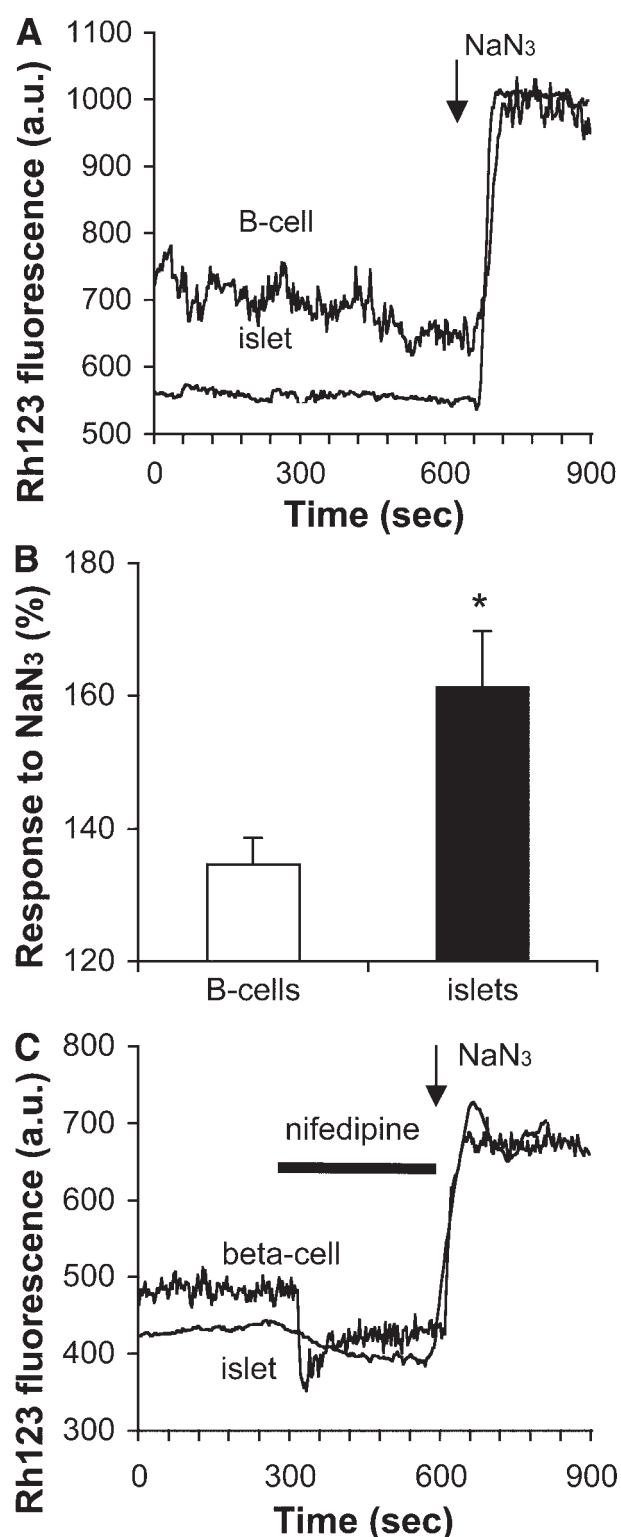 A
Rh123 fluorescence (a.u.)
1100
1000
900
800
700
600
500
NaN3
B-cell
islet
0 300 600 900
Time (sec)
B
Response to NaN3 (%)
180
160
140
120
*
B-cells islets
C
Rh123 fluorescence (a.u.)
800
700
600
500
400
300
NaN3
nifedipine
beta-cell
islet
0 300 600 900
Time (sec)